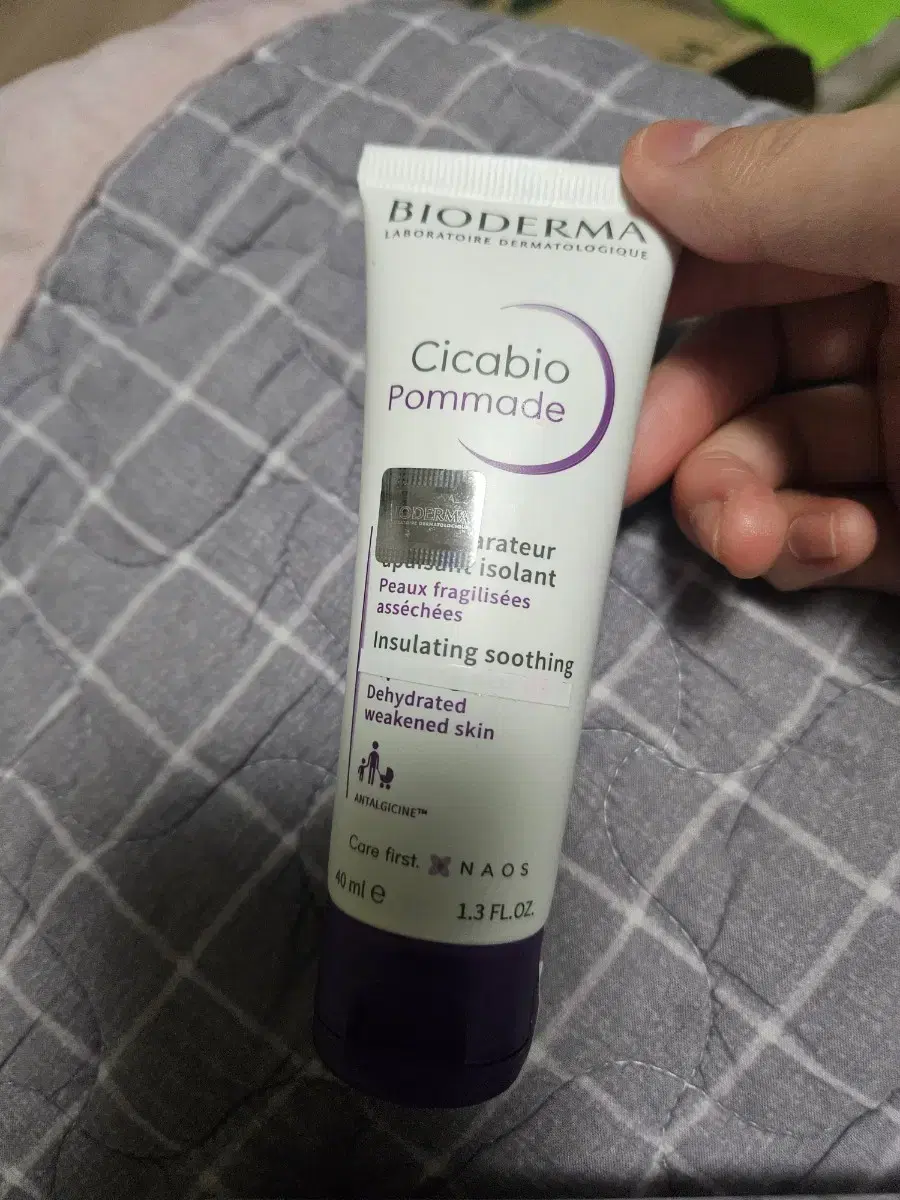 BIODERMA
LABORATOIRE DERMATOLOGIQUE
Cicabio
Pommade
BIODERMA
arateur
apaisant isolant
Peaux fragilisées
asséchées
Insulating soothing
Dehydrated
weakened skin
ANTALGICINE™
Care first. NAOS
40 ml e
1.3 FL.OZ.